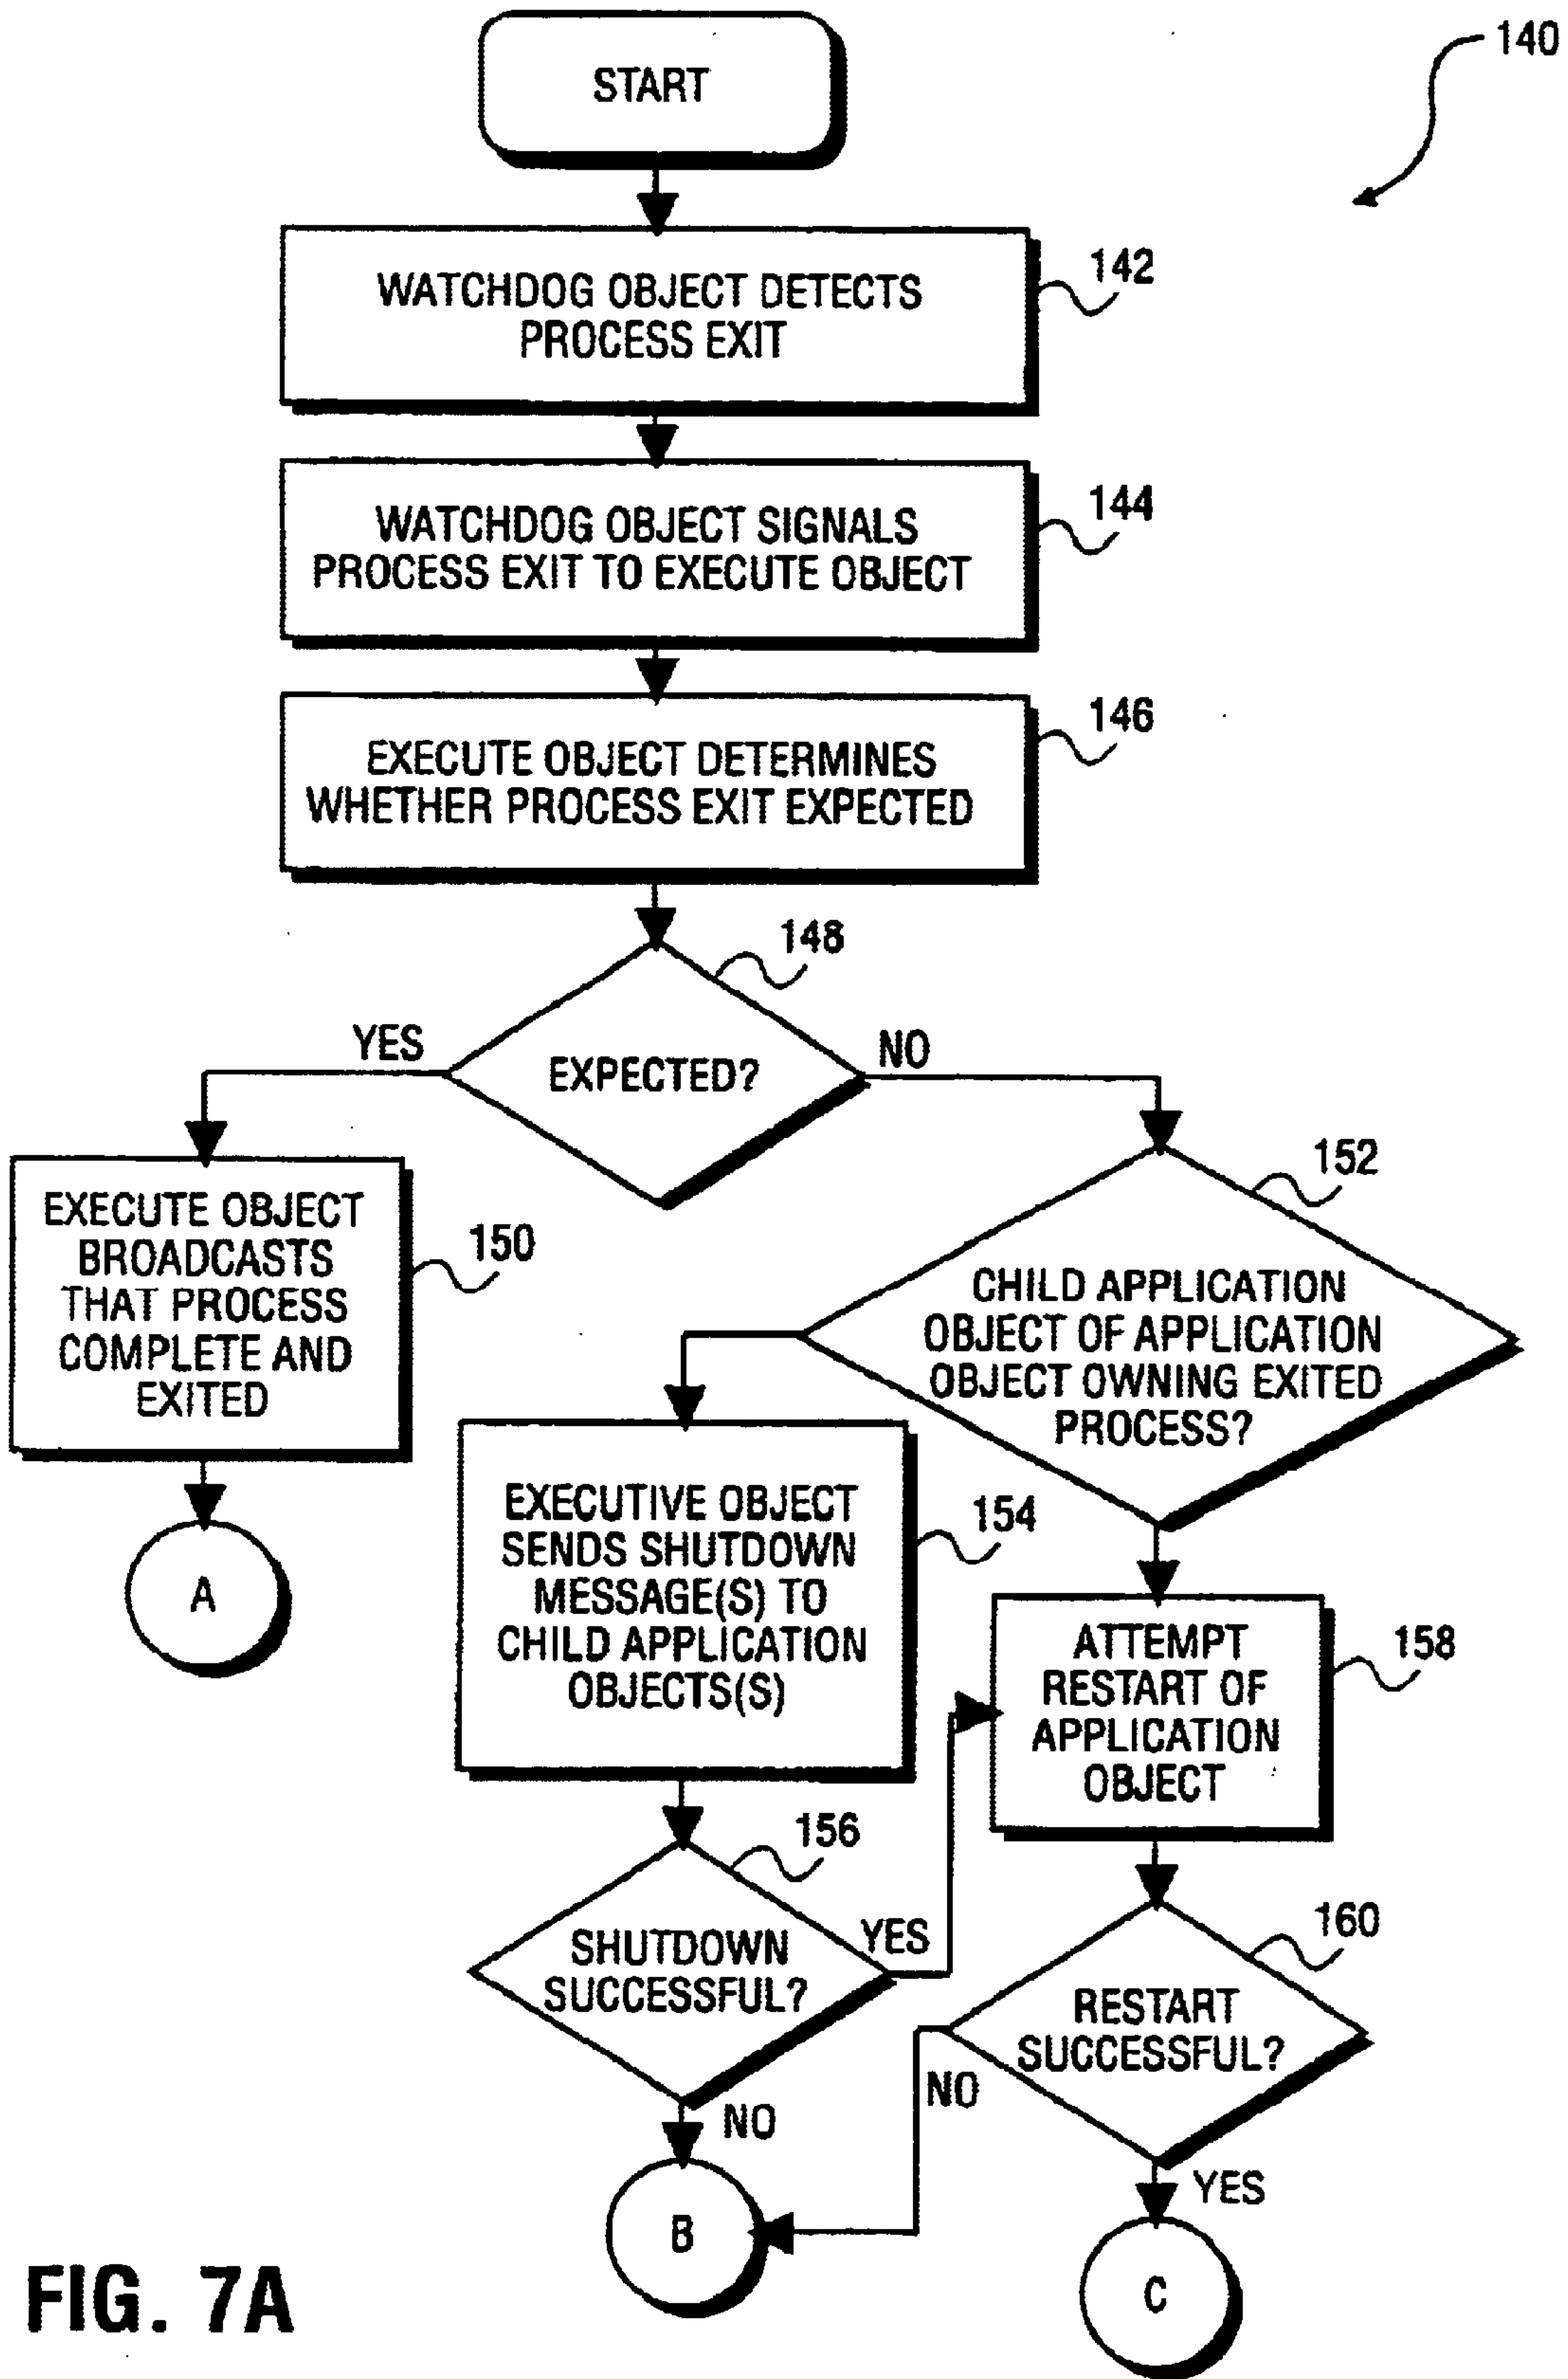 START
140
WATCHDOG OBJECT DETECTS
PROCESS EXIT
142
WATCHDOG OBJECT SIGNALS
PROCESS EXIT TO EXECUTE OBJECT
144
EXECUTE OBJECT DETERMINES
WHETHER PROCESS EXIT EXPECTED
146
148
EXPECTED?
YES
NO
EXECUTE OBJECT
BROADCASTS
THAT PROCESS
COMPLETE AND
EXITED
150
A
152
CHILD APPLICATION
OBJECT OF APPLICATION
OBJECT OWNING EXITED
PROCESS?
EXECUTIVE OBJECT
SENDS SHUTDOWN
MESSAGE(S) TO
CHILD APPLICATION
OBJECTS(S)
154
ATTEMPT
RESTART OF
APPLICATION
OBJECT
158
156
SHUTDOWN
SUCCESSFUL?
YES
NO
160
RESTART
SUCCESSFUL?
NO
YES
B
C
FIG. 7A